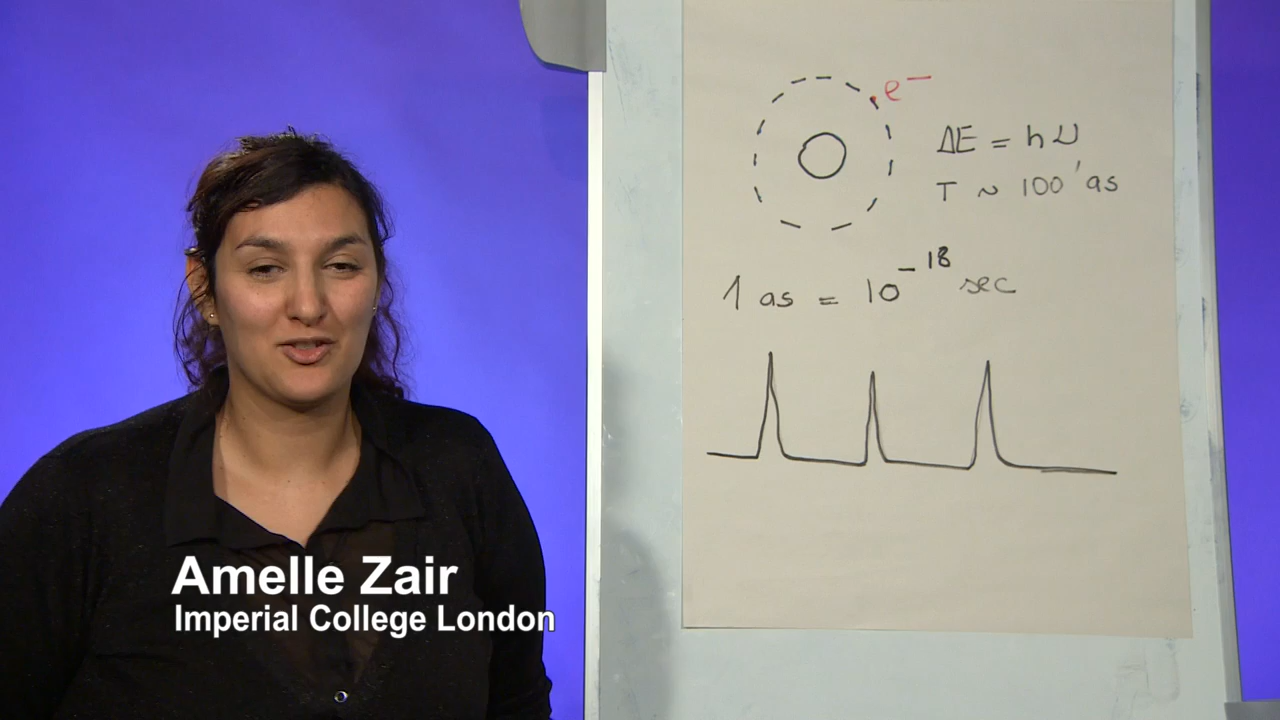 e⁻
ΔE = hν
T ~ 100' as
1 as = 10⁻¹⁸ sec
Amelle Zair
Imperial College London